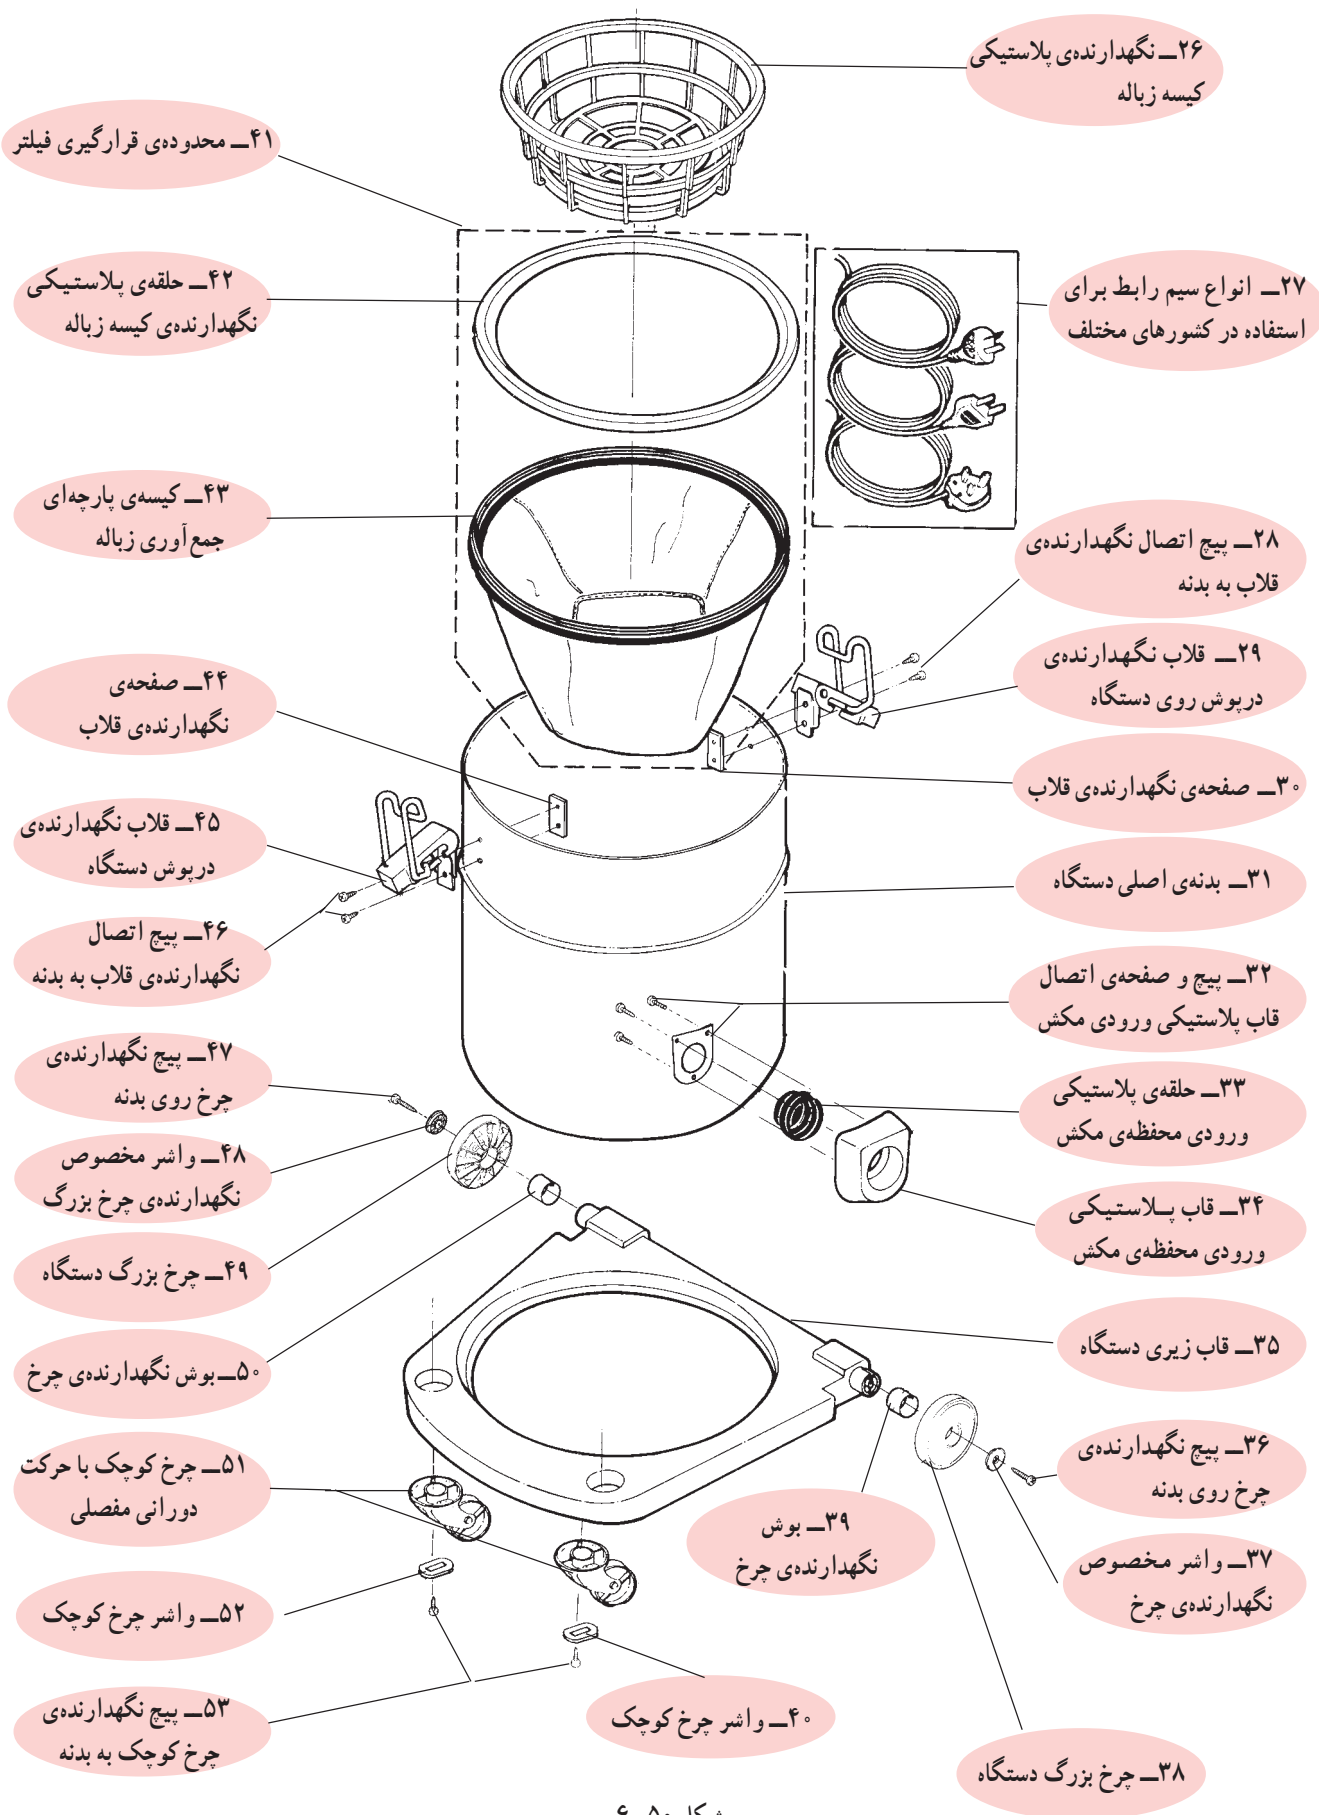 ۲۶ــ نگهدارنده‌ی پلاستیکی
کیسه زباله
۲۷ــ انواع سیم رابط برای
استفاده در کشورهای مختلف
۲۸ــ پیچ اتصال نگهدارنده‌ی
قلاب به بدنه
۲۹ــ قلاب نگهدارنده‌ی
درپوش روی دستگاه
۳۰ــ صفحه‌ی نگهدارنده‌ی قلاب
۳۱ــ بدنه‌ی اصلی دستگاه
۳۲ــ پیچ و صفحه‌ی اتصال
قاب پلاستیکی ورودی مکش
۳۳ــ حلقه‌ی پلاستیکی
ورودی محفظه‌ی مکش
۳۴ــ قاب پـلاستیـکی
ورودی محفظه‌ی مکش
۳۵ــ قاب زیری دستگاه
۳۶ــ پیچ نگهدارنده‌ی
چرخ روی بدنه
۳۷ــ واشر مخصوص
نگهدارنده‌ی چرخ
۳۸ــ چرخ بزرگ دستگاه
۳۹ــ بوش
نگهدارنده‌ی چرخ
۴۰ــ واشر چرخ کوچک
۴۱ــ محدوده‌ی قرارگیری فیلتر
۴۲ــ حلقه‌ی پـلاستیـکی
نگهدارنده‌ی کیسه زباله
۴۳ــ کیسه‌ی پارچه‌ای
جمع‌آوری زباله
۴۴ــ صفحه‌ی
نگهدارنده‌ی قلاب
۴۵ــ قلاب نگهدارنده‌ی
درپوش دستگاه
۴۶ــ پیچ اتصال
نگهدارنده‌ی قلاب به بدنه
۴۷ــ پیچ نگهدارنده‌ی
چرخ روی بدنه
۴۸ــ واشر مخصوص
نگهدارنده‌ی چرخ بزرگ
۴۹ــ چرخ بزرگ دستگاه
۵۰ــ بوش نگهدارنده‌ی چرخ
۵۱ــ چرخ کوچک با حرکت
دورانی مفصلی
۵۲ــ واشر چرخ کوچک
۵۳ــ پیچ نگهدارنده‌ی
چرخ کوچک به بدنه